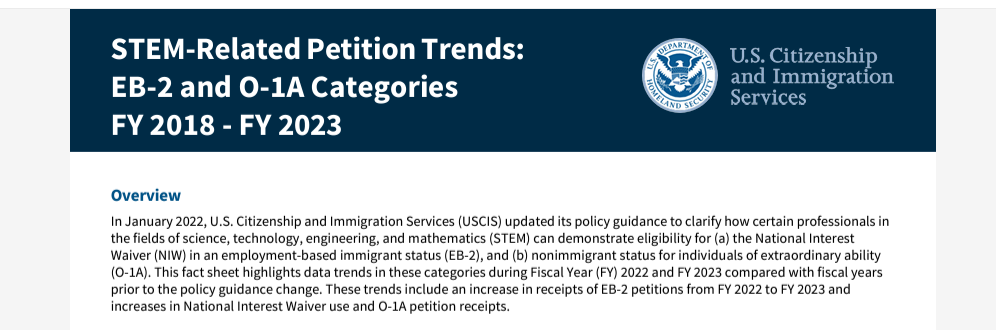 STEM-Related Petition Trends:
EB-2 and O-1A Categories
FY 2018 - FY 2023
U.S. DEPARTMENT OF
HOMELAND SECURITY
U.S. Citizenship
and Immigration
Services
Overview
In January 2022, U.S. Citizenship and Immigration Services (USCIS) updated its policy guidance to clarify how certain professionals in
the fields of science, technology, engineering, and mathematics (STEM) can demonstrate eligibility for (a) the National Interest
Waiver (NIW) in an employment-based immigrant status (EB-2), and (b) nonimmigrant status for individuals of extraordinary ability
(O-1A). This fact sheet highlights data trends in these categories during Fiscal Year (FY) 2022 and FY 2023 compared with fiscal years
prior to the policy guidance change. These trends include an increase in receipts of EB-2 petitions from FY 2022 to FY 2023 and
increases in National Interest Waiver use and O-1A petition receipts.